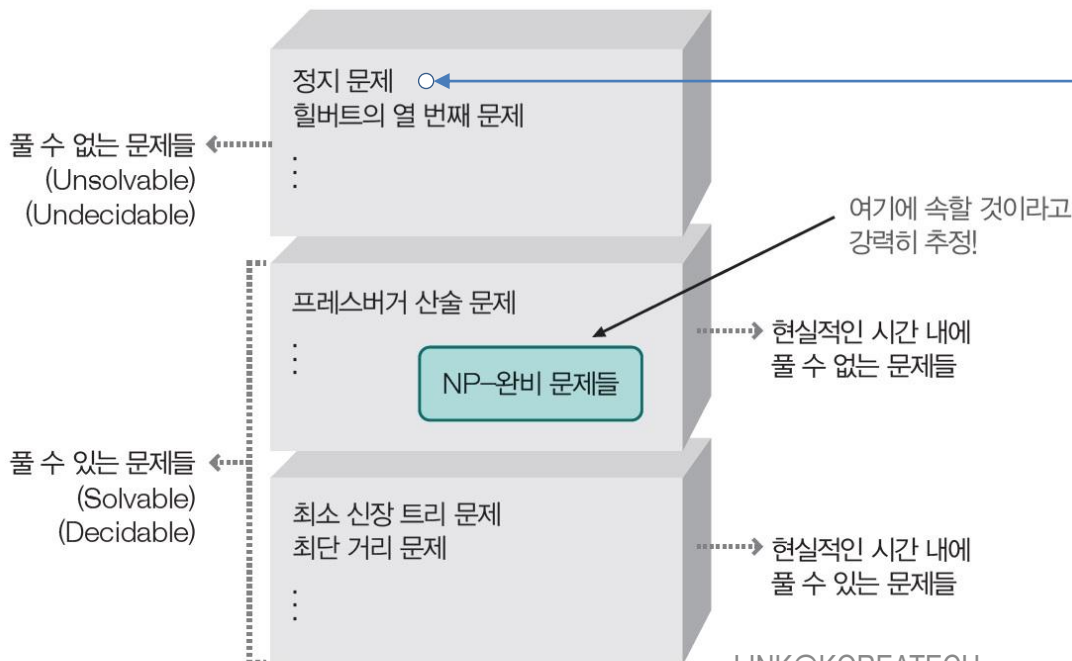 정지 문제
힐버트의 열 번째 문제
풀 수 없는 문제들
(Unsolvable)
(Undecidable)
여기에 속할 것이라고
강력히 추정!
프레스버거 산술 문제
NP-완비 문제들
현실적인 시간 내에
풀 수 없는 문제들
풀 수 있는 문제들
(Solvable)
(Decidable)
최소 신장 트리 문제
최단 거리 문제
현실적인 시간 내에
풀 수 있는 문제들